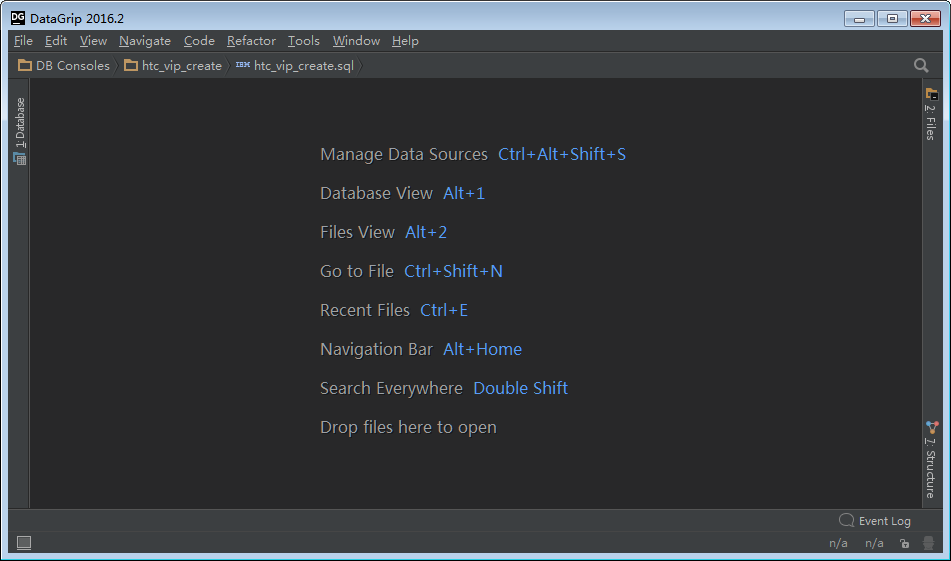 DG DataGrip 2016.2
File Edit View Navigate Code Refactor Tools Window Help
DB Consoles htc_vip_create IBM htc_vip_create.sql
1: Database
2: Files
Manage Data Sources Ctrl+Alt+Shift+S
Database View Alt+1
Files View Alt+2
Go to File Ctrl+Shift+N
Recent Files Ctrl+E
Navigation Bar Alt+Home
Search Everywhere Double Shift
Drop files here to open
7: Structure
Event Log
n/a n/a